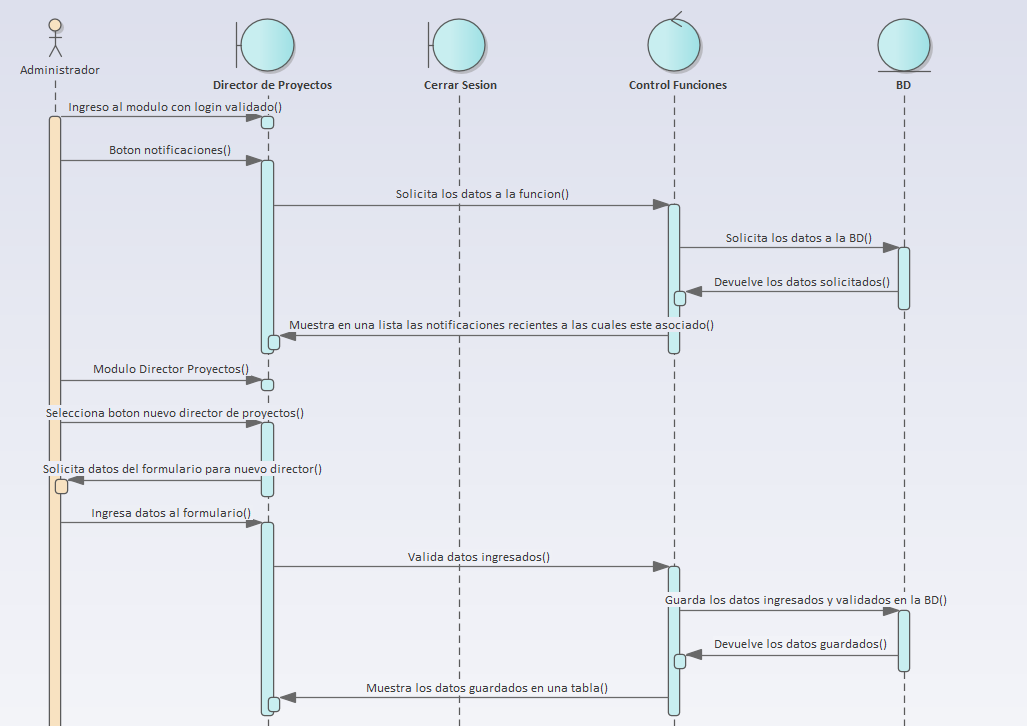 Administrador
Director de Proyectos
Cerrar Sesion
Control Funciones
BD
Ingreso al modulo con login validado()
Boton notificaciones()
Solicita los datos a la funcion()
Solicita los datos a la BD()
Devuelve los datos solicitados()
Muestra en una lista las notificaciones recientes a las cuales este asociado()
Modulo Director Proyectos()
Selecciona boton nuevo director de proyectos()
Solicita datos del formulario para nuevo director()
Ingresa datos al formulario()
Valida datos ingresados()
Guarda los datos ingresados y validados en la BD()
Devuelve los datos guardados()
Muestra los datos guardados en una tabla()